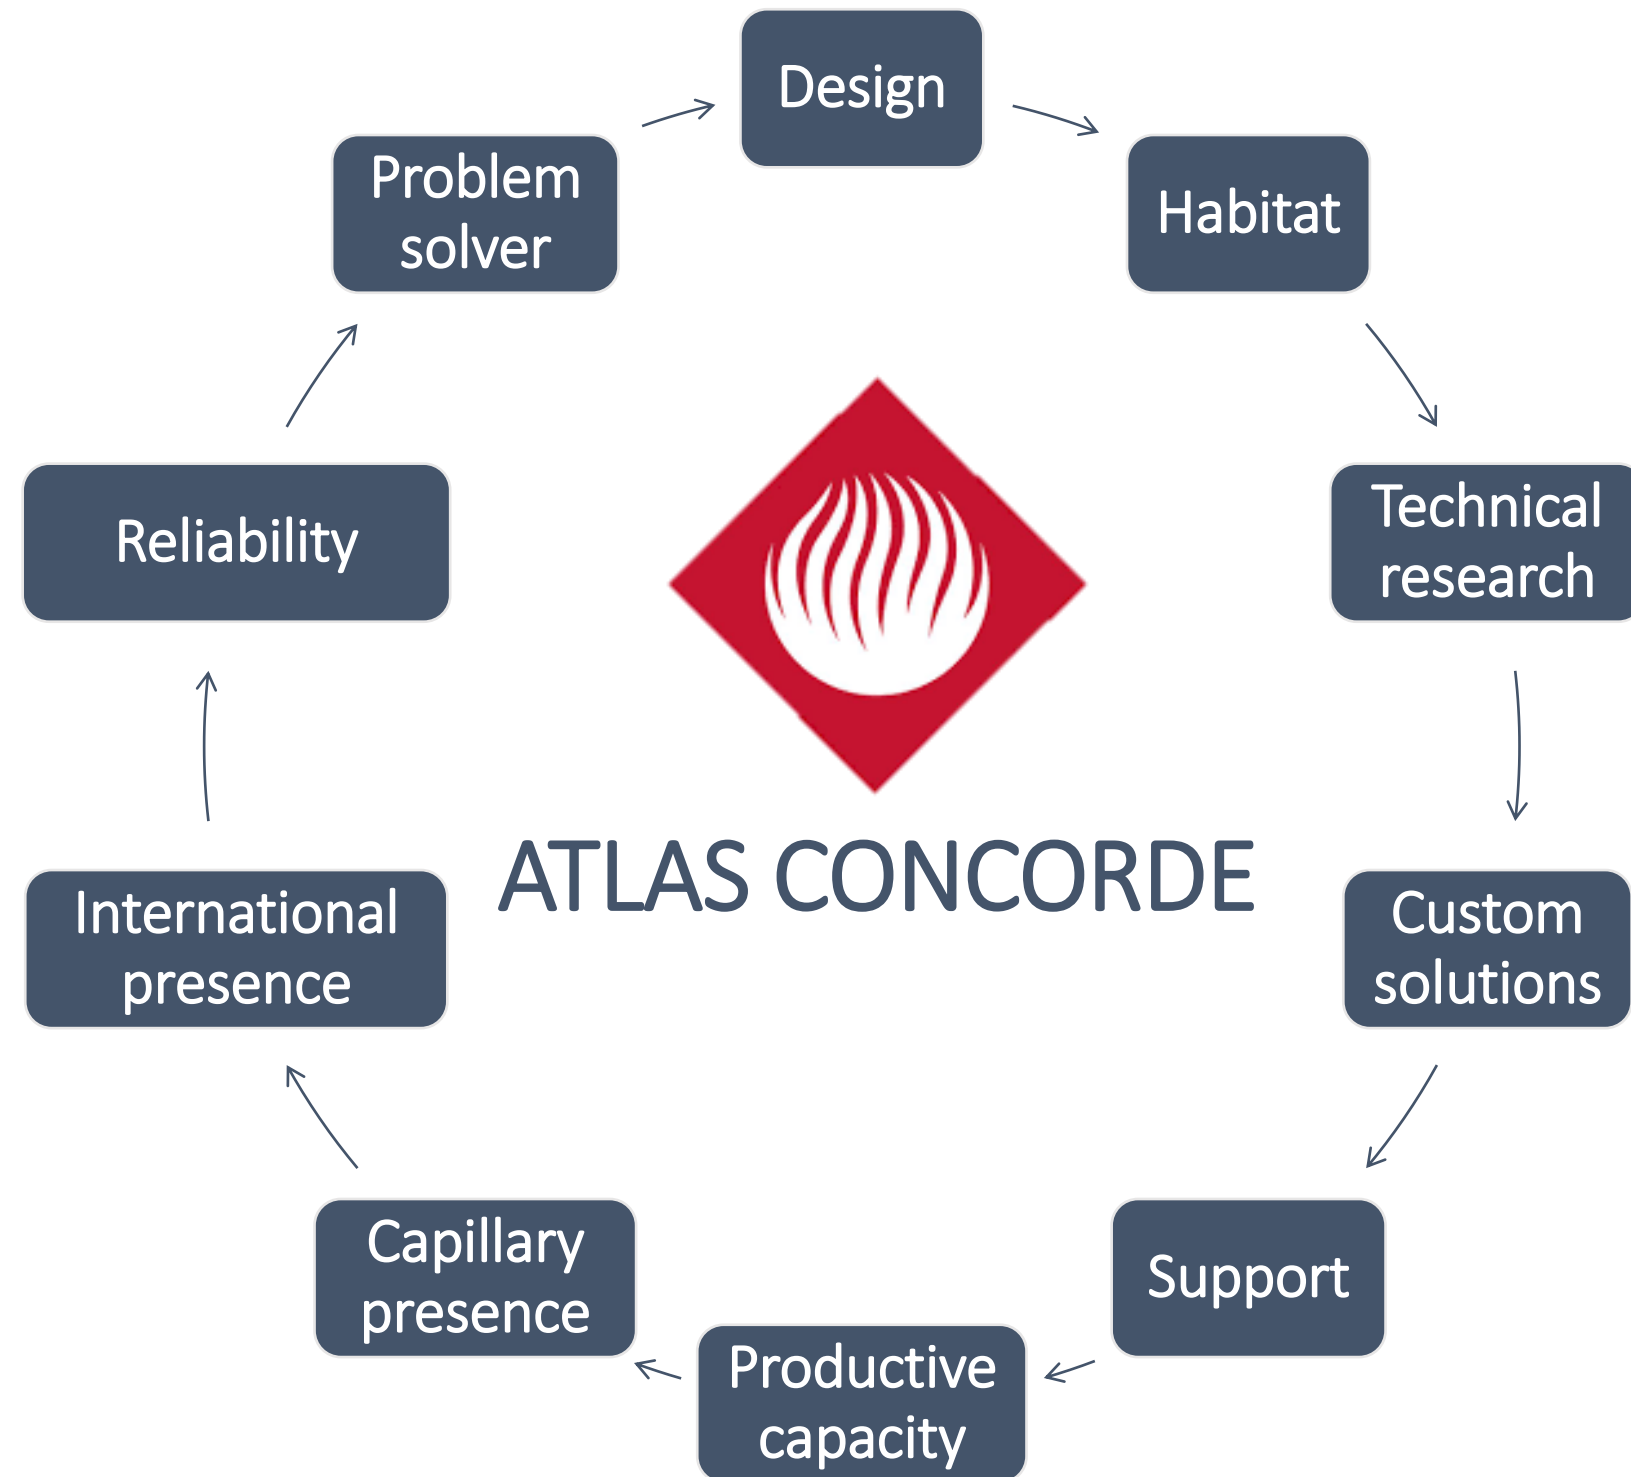 Design
Habitat
Technical
research
Custom
solutions
Support
Productive
capacity
Capillary
presence
International
presence
Reliability
Problem
solver
ATLAS CONCORDE